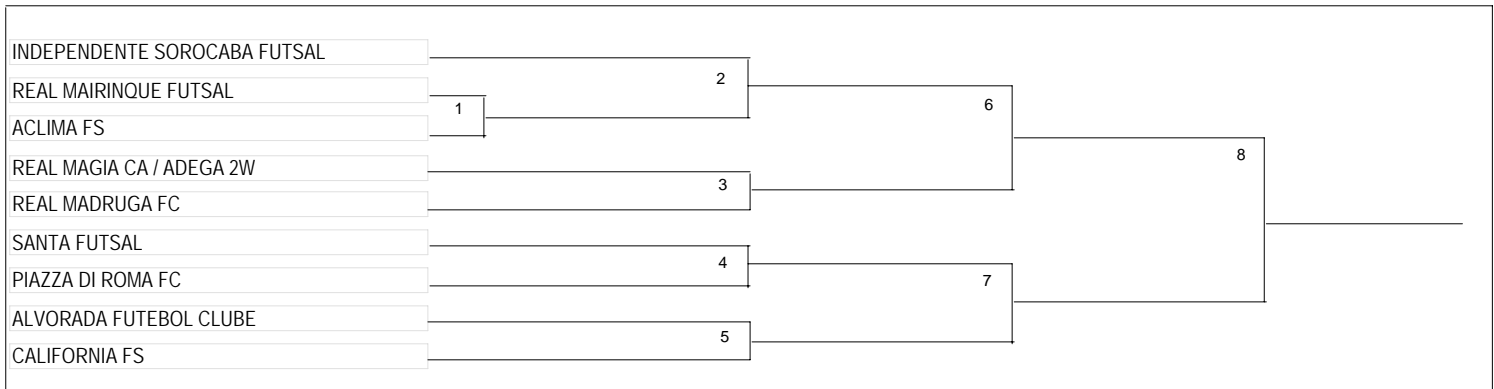 INDEPENDENTE SOROCABA FUTSAL
2
REAL MAIRINQUE FUTSAL
6
1
ACLIMA FS
8
REAL MAGIA CA / ADEGA 2W
3
REAL MADRUGA FC
SANTA FUTSAL
4
PIAZZA DI ROMA FC
7
ALVORADA FUTEBOL CLUBE
5
CALIFORNIA FS